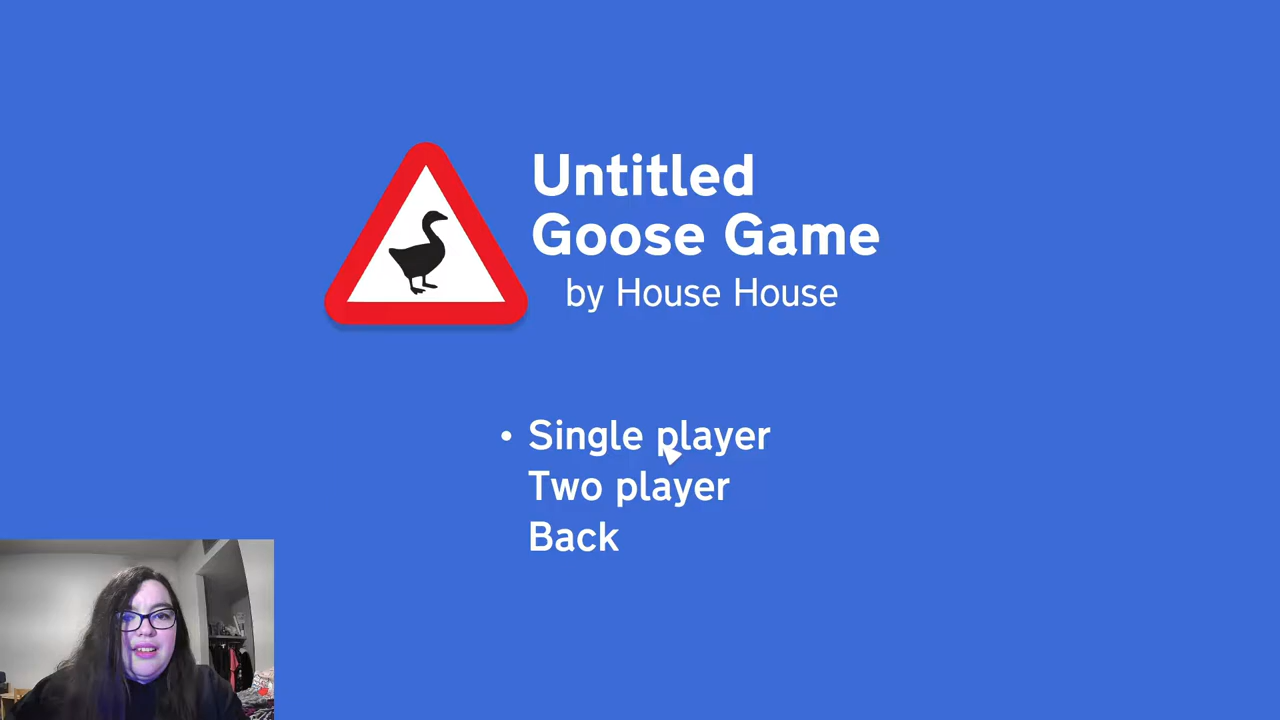 Untitled
Goose Game
by House House
• Single player
Two player
Back